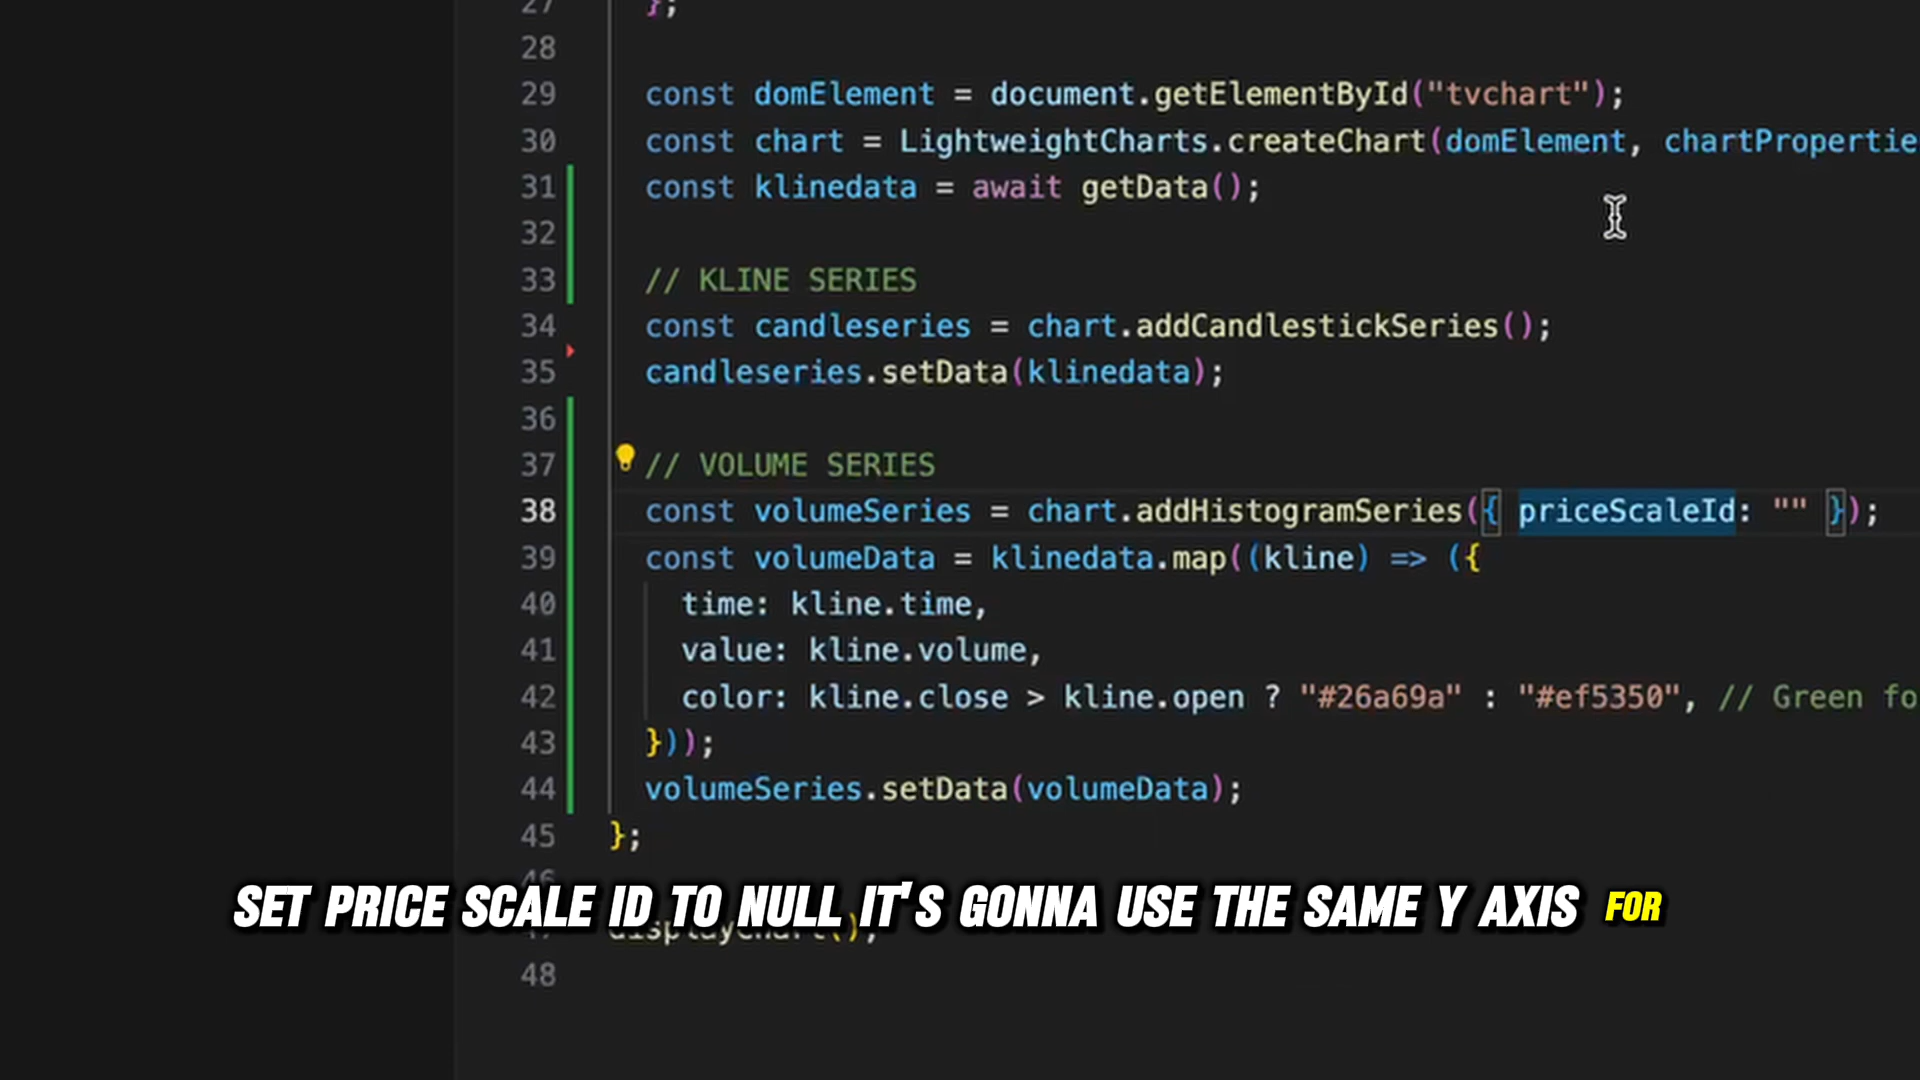 27 };
28
29 const domElement = document.getElementById("tvchart");
30 const chart = LightweightCharts.createChart(domElement, chartPropertie
31 const klinedata = await getData();
32
33 // KLINE SERIES
34 const candleseries = chart.addCandlestickSeries();
35 candleseries.setData(klinedata);
36
37 // VOLUME SERIES
38 const volumeSeries = chart.addHistogramSeries({ priceScaleId: "" });
39 const volumeData = klinedata.map((kline) => ({
40 time: kline.time,
41 value: kline.volume,
42 color: kline.close > kline.open ? "#26a69a" : "#ef5350", // Green fo
43 }));
44 volumeSeries.setData(volumeData);
45 };
46
SET PRICE SCALE ID TO NULL IT'S GONNA USE THE SAME Y AXIS FOR
displayChart();
48